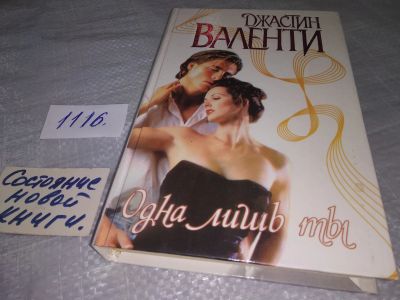 ДЖАСТИН
ВАЛЕНТИ
1116.
Состояние
новой
книги.
Одна лишь ты